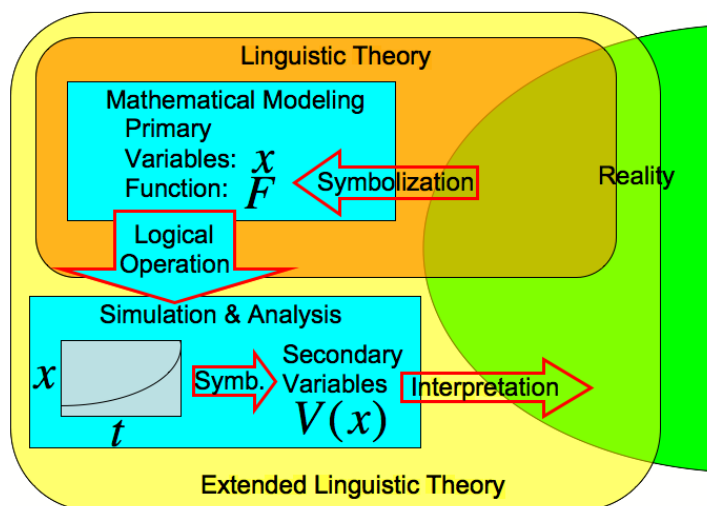 Linguistic Theory
Mathematical Modeling
Primary
Variables: x
Function: F
Symbolization
Reality
Logical
Operation
Simulation & Analysis
x
t
Symb.
Secondary
Variables
V(x)
Interpretation
Extended Linguistic Theory